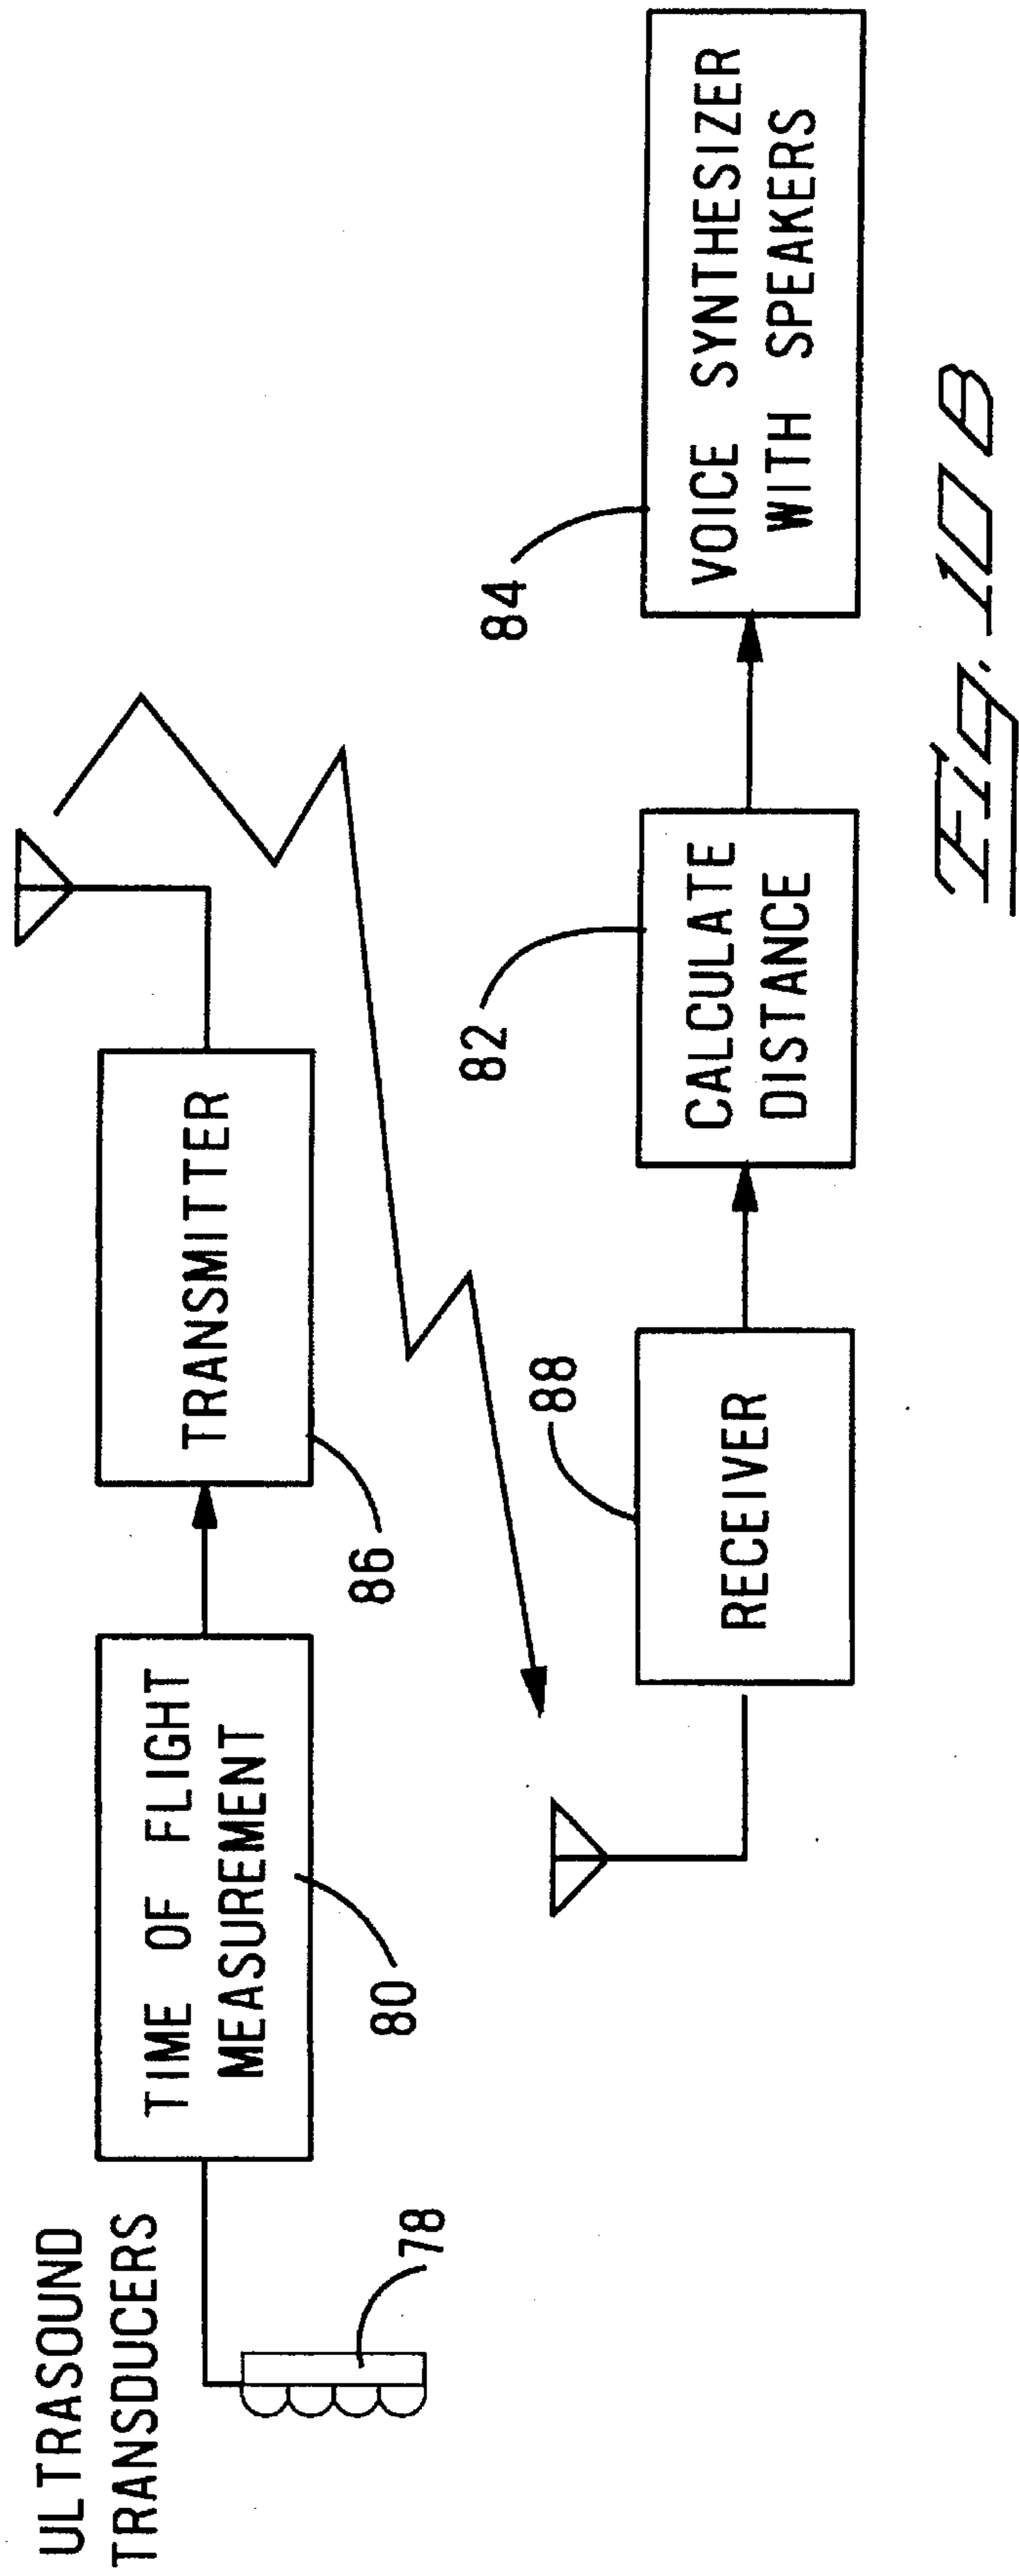 ULTRASOUND
TRANSDUCERS
78
TIME OF FLIGHT
MEASUREMENT
80
TRANSMITTER
86
RECEIVER
88
CALCULATE
DISTANCE
82
VOICE SYNTHESIZER
WITH SPEAKERS
84
Fig. 10 B